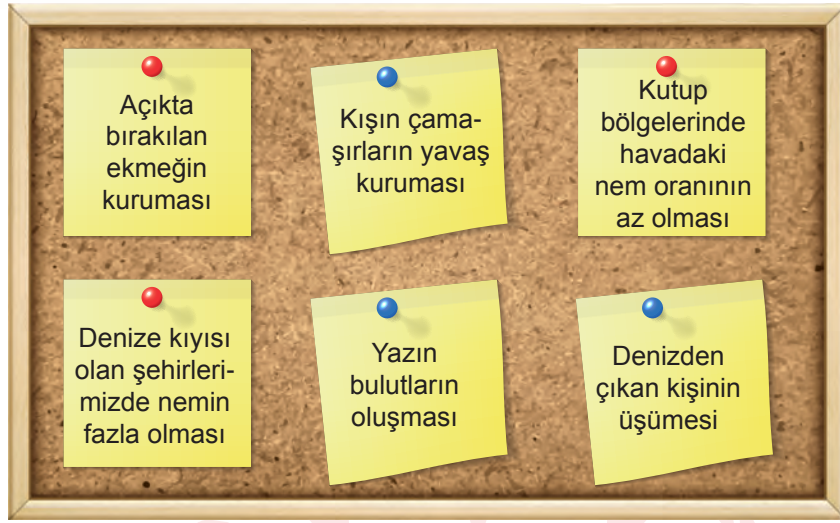 Açıkta
bırakılan
ekmeğin
kuruması
Kışın çama-
şırların yavaş
kuruması
Kutup
bölgelerinde
havadaki
nem oranının
az olması
Denize kıyısı
olan şehirleri-
mizde nemin
fazla olması
Yazın
bulutların
oluşması
Denizden
çıkan kişinin
üşümesi